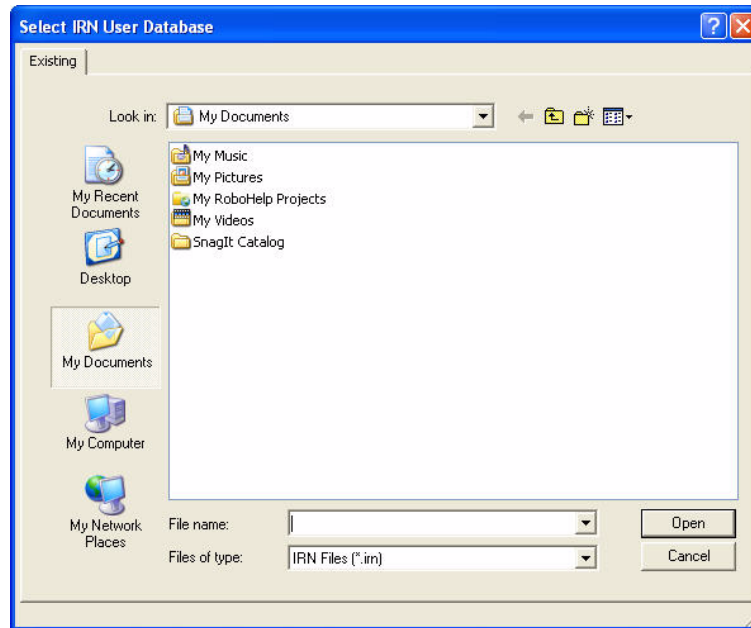 Select IRN User Database
Existing
Look in:
My Documents
My Recent
Documents
Desktop
My Documents
My Computer
My Network
Places
My Music
My Pictures
My RoboHelp Projects
My Videos
SnagIt Catalog
File name:
Open
Files of type:
IRN Files (*.irn)
Cancel